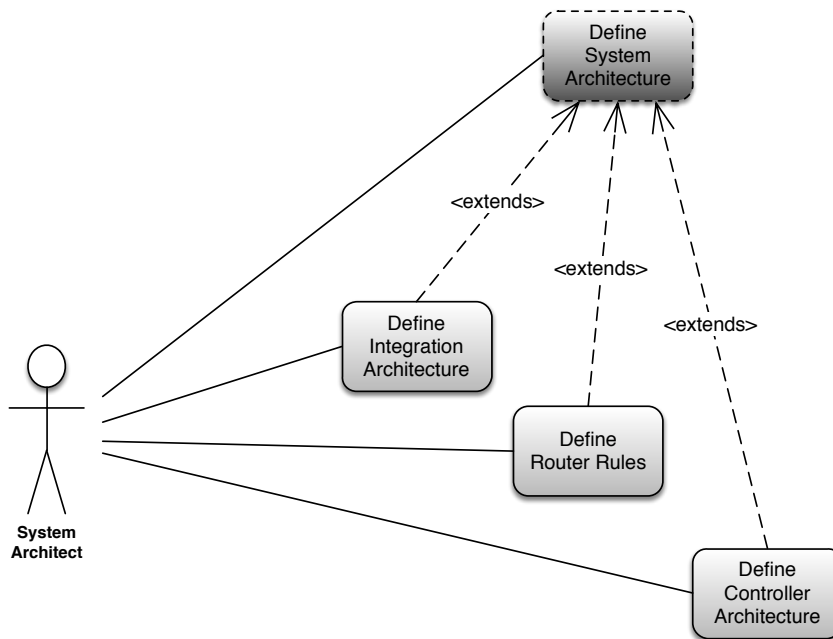 Define
System
Architecture
<extends>
<extends>
<extends>
Define
Integration
Architecture
Define
Router Rules
System
Architect
Define
Controller
Architecture